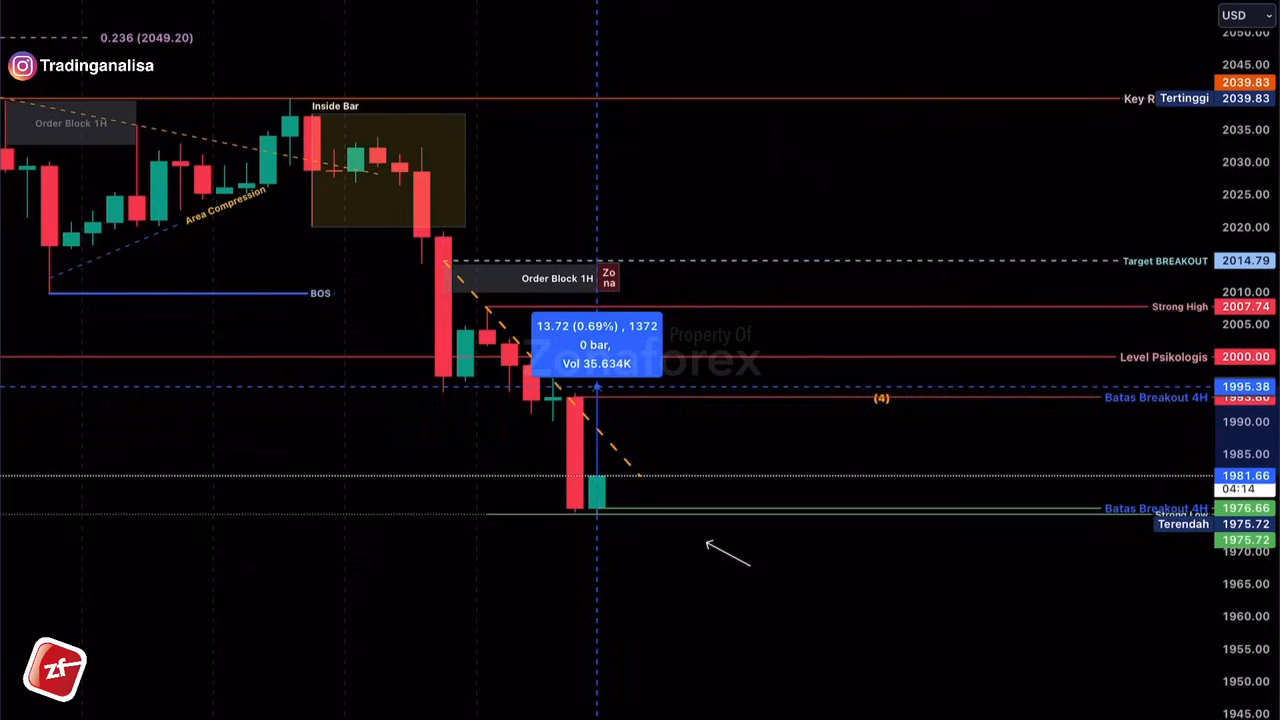 USD
2050.00
0.236 (2049.20)
Tradinganalisa
2045.00
2039.83
Key R
Tertinggi
2039.83
Inside Bar
Order Block 1H
2035.00
2030.00
2025.00
Area Compression
2020.00
Target BREAKOUT
2014.79
Order Block 1H
Zo
na
2010.00
BOS
Strong High
2007.74
2005.00
13.72 (0.69%) , 1372
0 bar,
Vol 35.634K
Property Of
Zonaforex
Level Psikologis
2000.00
1995.38
Batas Breakout 4H
(4)
1990.00
1985.00
1981.66
04:14
Batas Breakout 4H
1976.66
Strong Low
Terendah
1975.72
1975.72
1970.00
1965.00
1960.00
1955.00
1950.00
1945.00
zf